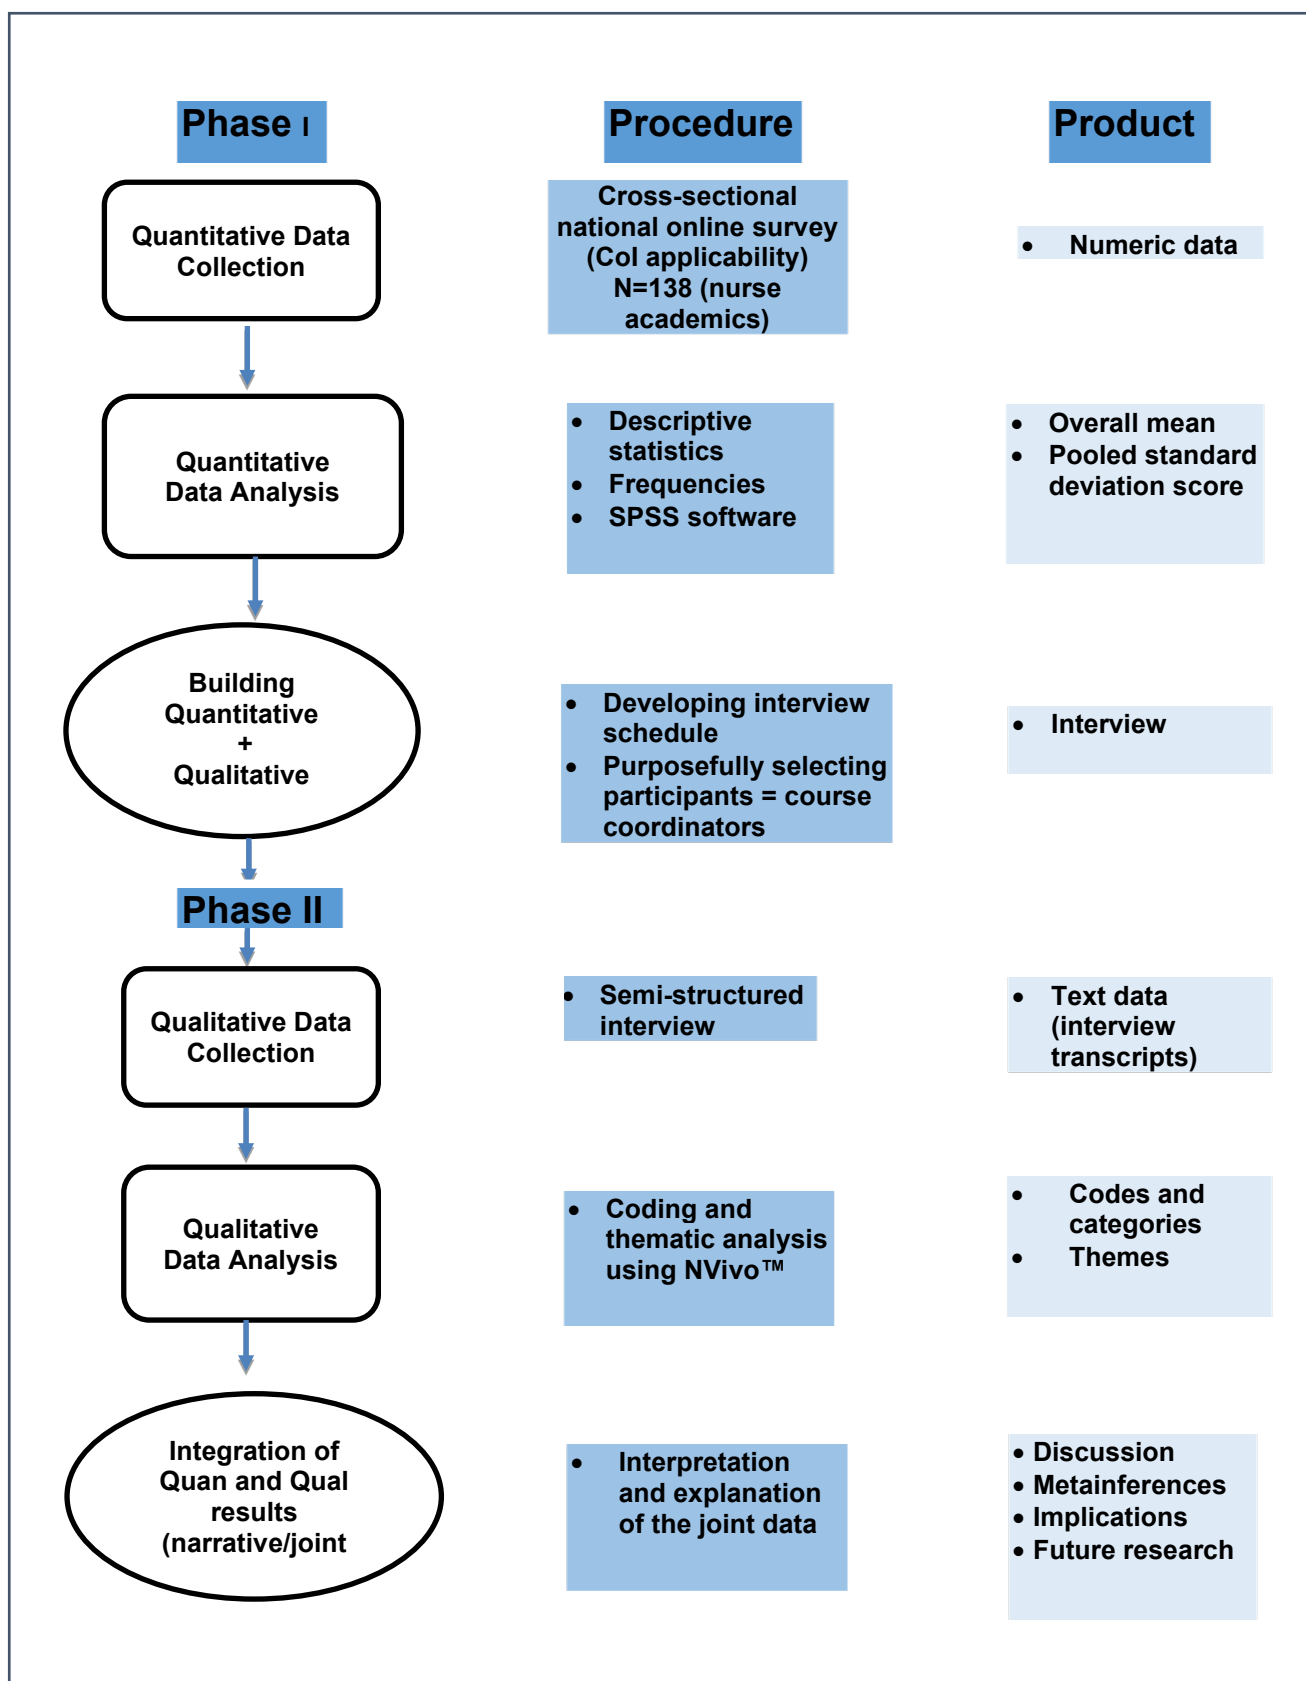 Phase I
Procedure
Product
Quantitative Data
Collection
Cross-sectional
national online survey
(CoI applicability)
N=138 (nurse
academics)
• Numeric data
Quantitative
Data Analysis
• Descriptive
statistics
• Frequencies
• SPSS software
• Overall mean
• Pooled standard
deviation score
Building
Quantitative
+
Qualitative
• Developing interview
schedule
• Purposefully selecting
participants = course
coordinators
• Interview
Phase II
Qualitative Data
Collection
• Semi-structured
interview
• Text data
(interview
transcripts)
Qualitative
Data Analysis
• Coding and
thematic analysis
using NVivo™
• Codes and
categories
• Themes
Integration of
Quan and Qual
results
(narrative/joint
• Interpretation
and explanation
of the joint data
• Discussion
• Metainferences
• Implications
• Future research